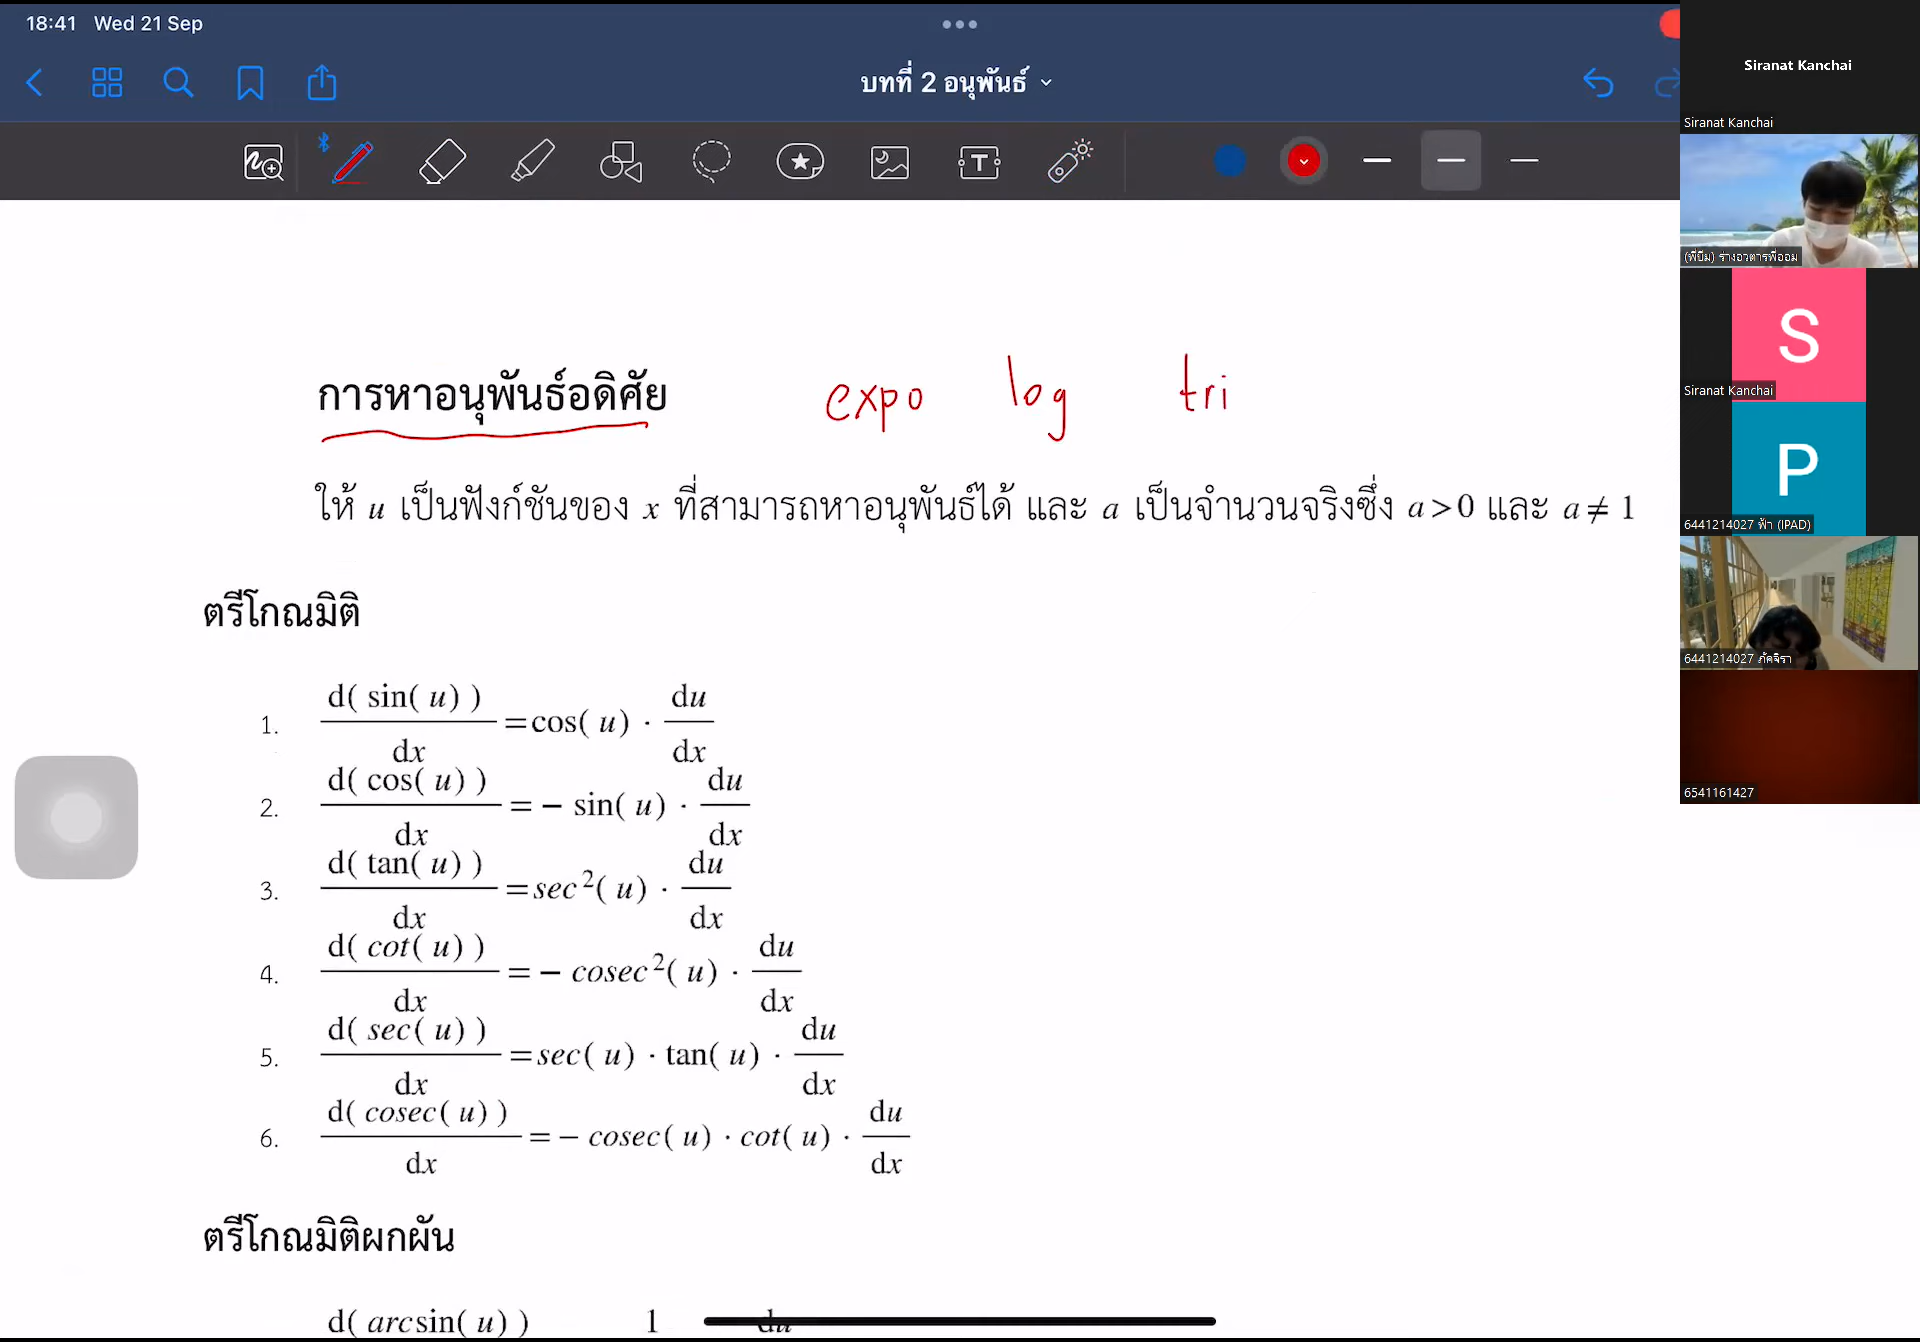 18:41 Wed 21 Sep
บทที่ 2 อนุพันธ์
Siranat Kanchai
Siranat Kanchai
(พี่บีม) ร่างอวตารพี่ออม
S
Siranat Kanchai
P
6441214027 ฟ้า (IPAD)
6441214027 ภัคจิรา
6541161427
T
การหาอนุพันธ์อดิศัย expo log tri
ให้ u เป็นฟังก์ชันของ x ที่สามารถหาอนุพันธ์ได้ และ a เป็นจำนวนจริงซึ่ง a>0 และ a≠1
ตรีโกณมิติ
1. d( sin( u) )/dx =cos( u) · du/dx
2. d( cos( u) )/dx =− sin( u) · du/dx
3. d( tan( u) )/dx =sec²( u) · du/dx
4. d( cot( u) )/dx =− cosec²( u) · du/dx
5. d( sec( u) )/dx =sec( u) · tan( u) · du/dx
6. d( cosec( u) )/dx =− cosec( u) · cot( u) · du/dx
ตรีโกณมิติผกผัน
d( arcsin( u) ) 1 du